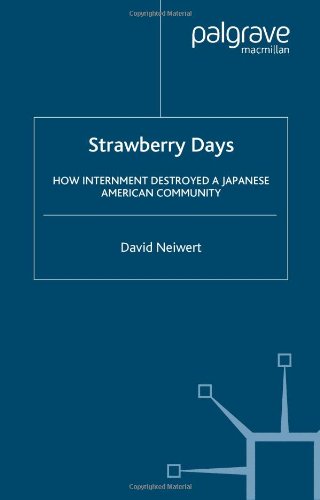 palgrave
macmillan
Strawberry Days
HOW INTERNMENT DESTROYED A JAPANESE
AMERICAN COMMUNITY
David Neiwert